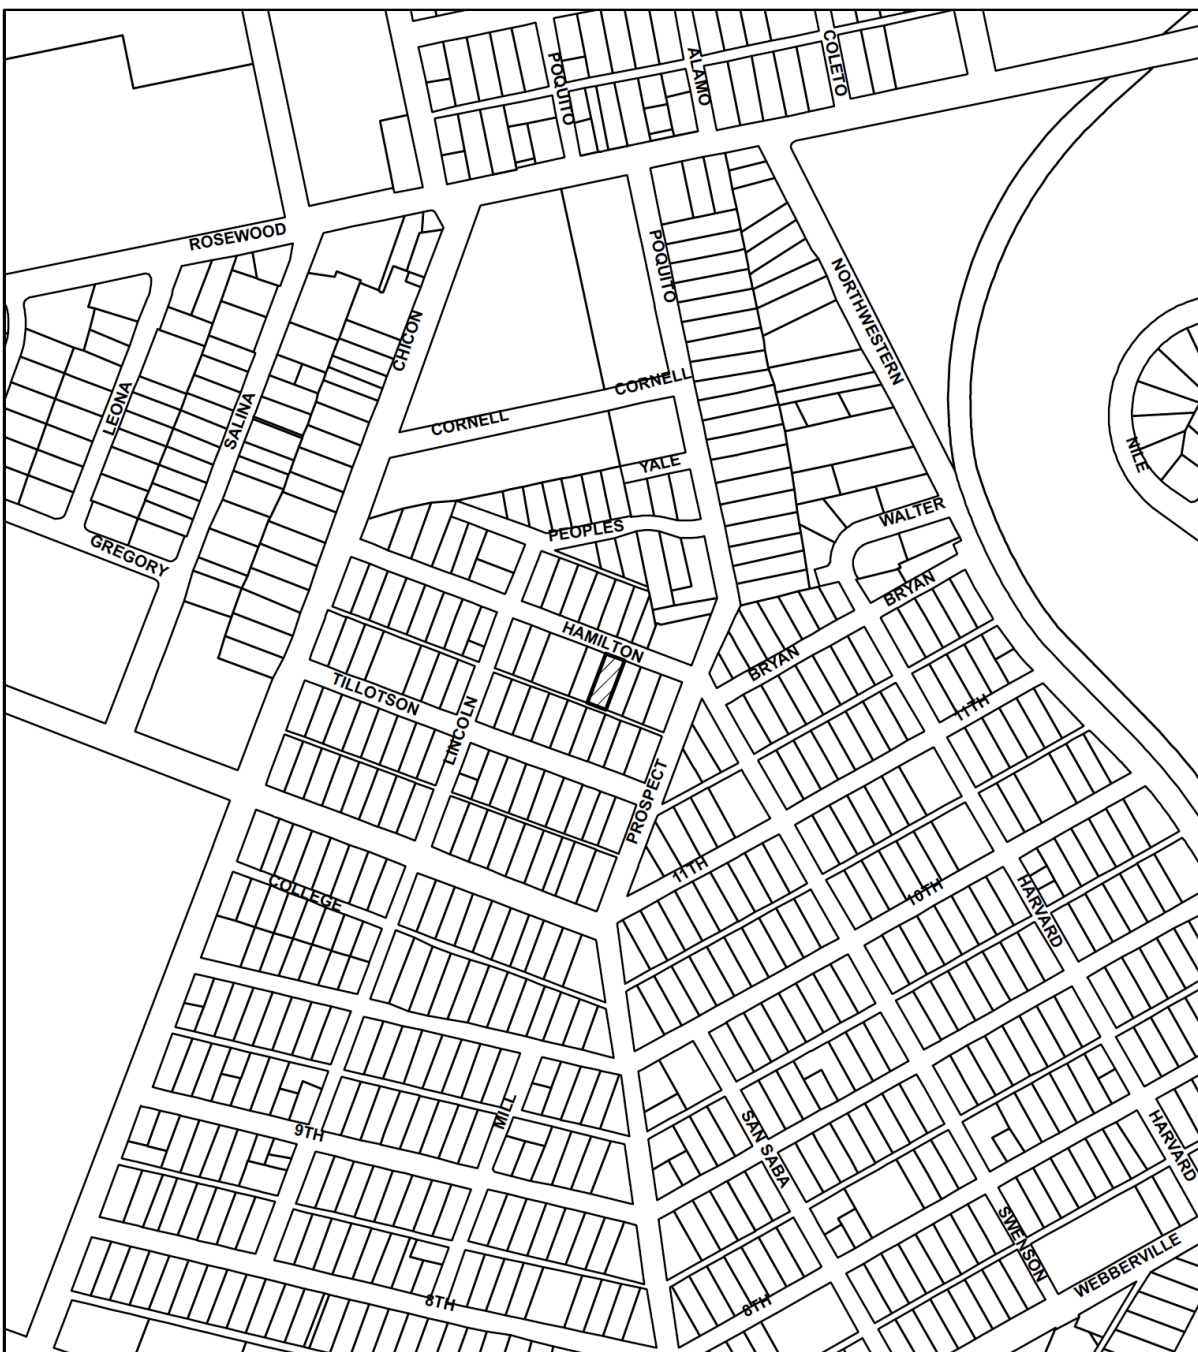 COLETO
ALAMO
POQUITO
ROSEWOOD
POQUITO
NORTHWESTERN
CHICON
CORNELL
CORNELL
LEONA
SALINA
NILE
YALE
WALTER
PEOPLES
GREGORY
BRYAN
HAMILTON
BRYAN
TILLOTSON
11TH
LINCOLN
PROSPECT
11TH
COLLEGE
10TH
HARVARD
MILL
9TH
SAN SABA
HARVARD
SWENSON
WEBBERVILLE
8TH
8TH